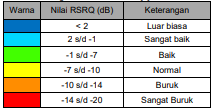 Warna Nilai RSRQ (dB) Keterangan
< 2 Luar biasa
2 s/d -1 Sangat baik
-1 s/d -7 Baik
-7 s/d -10 Normal
-10 s/d -14 Buruk
-14 s/d -20 Sangat Buruk